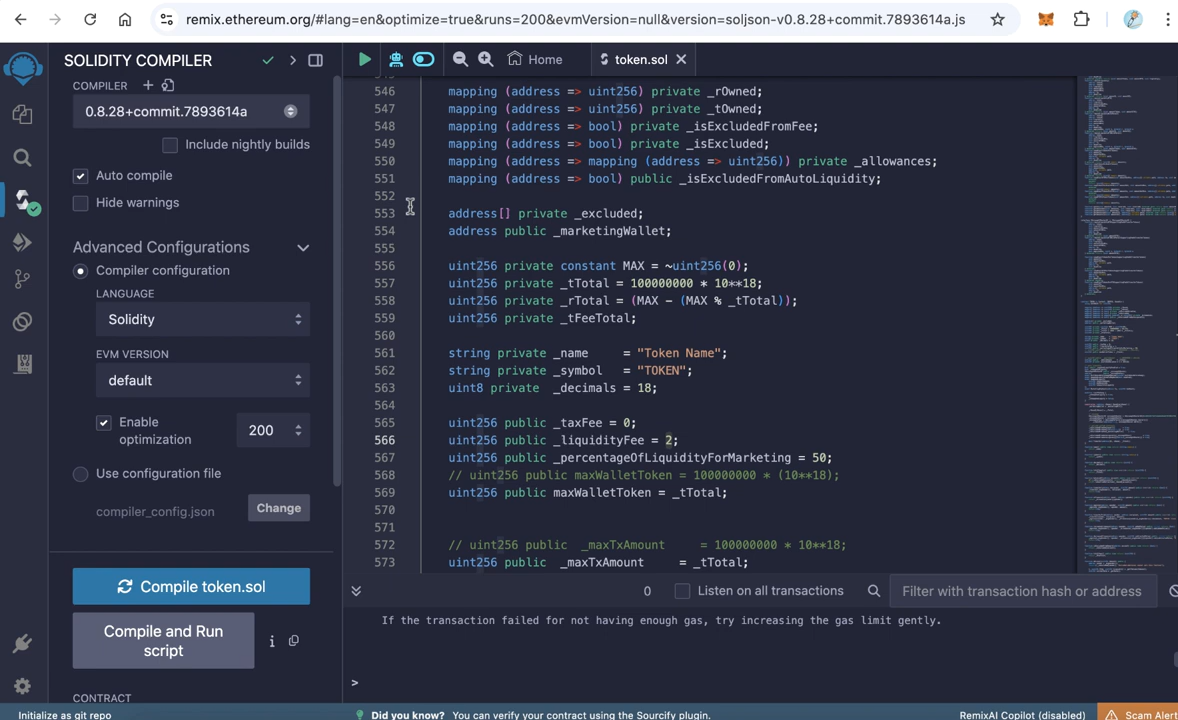 remix.ethereum.org/#lang=en&optimize=true&runs=200&evmVersion=null&version=soljson-v0.8.28+commit.7893614a.js
SOLIDITY COMPILER
Home
token.sol
COMPILER
0.8.28+commit.7893614a
Include nightly builds
Auto compile
Hide warnings
Advanced Configurations
Compiler configuration
LANGUAGE
Solidity
EVM VERSION
default
Enable
optimization
200
Use configuration file
compiler_config.json
Change
Compile token.sol
Compile and Run
script
CONTRACT
546 mapping (address => uint256) private _rOwned;
547 mapping (address => uint256) private _tOwned;
548 mapping (address => bool) private _isExcludedFromFee;
549 mapping (address => bool) private _isExcluded;
550 mapping (address => mapping (address => uint256)) private _allowances;
551 mapping (address => bool) public _isExcludedFromAutoLiquidity;
552
553 address[] private _excluded;
554 address public _marketingWallet;
555
556 uint256 private constant MAX = ~uint256(0);
557 uint256 private _tTotal = 100000000 * 10**18;
558 uint256 private _rTotal = (MAX - (MAX % _tTotal));
559 uint256 private _tFeeTotal;
560
561 string private _name = "Token Name";
562 string private _symbol = "TOKEN";
563 uint8 private _decimals = 18;
564
565 uint256 public _taxFee = 0;
566 uint256 public _liquidityFee = 2;
567 uint256 public _percentageOfLiquidityForMarketing = 50;
568 // uint256 public maxWalletToken = 100000000 * (10**18);
569 uint256 public maxWalletToken = _tTotal;
570
571
572 // uint256 public _maxTxAmount = 100000000 * 10**18;
573 uint256 public _maxTxAmount = _tTotal;
0
Listen on all transactions
Filter with transaction hash or address
If the transaction failed for not having enough gas, try increasing the gas limit gently.
>
Initialize as git repo
Did you know? You can verify your contract using the Sourcify plugin.
RemixAI Copilot (disabled)
Scam Alert